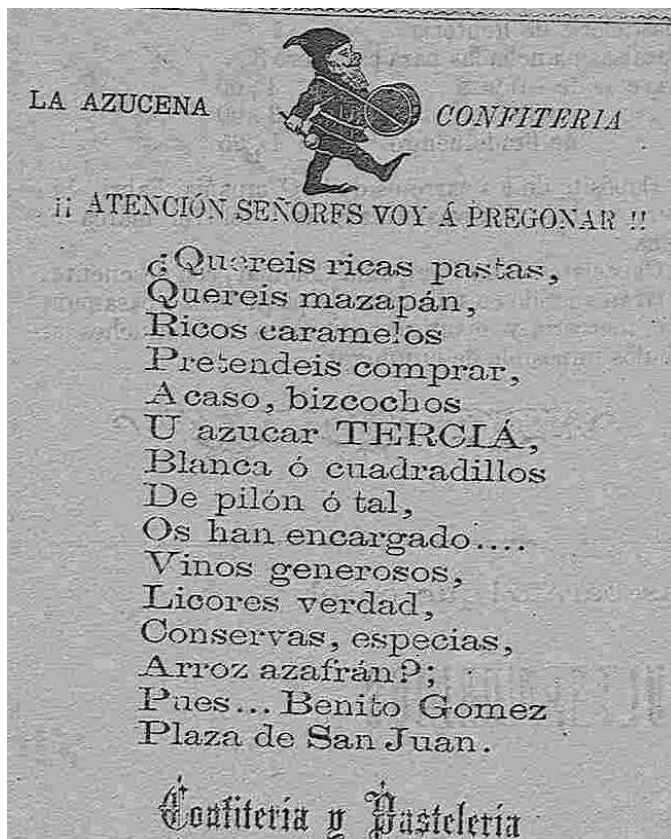 LA AZUCENA CONFITERIA
¡¡ ATENCIÓN SEÑORES VOY Á PREGONAR !!
¿Quereis ricas pastas,
Quereis mazapán,
Ricos caramelos
Pretendeis comprar,
Acaso, bizcochos
U azucar TERCIÁ,
Blanca ó cuadradillos
De pilón ó tal,
Os han encargado....
Vinos generosos,
Licores verdad,
Conservas, especias,
Arroz azafrán?;
Pues... Benito Gomez
Plaza de San Juan.
Confiteria y Pasteleria